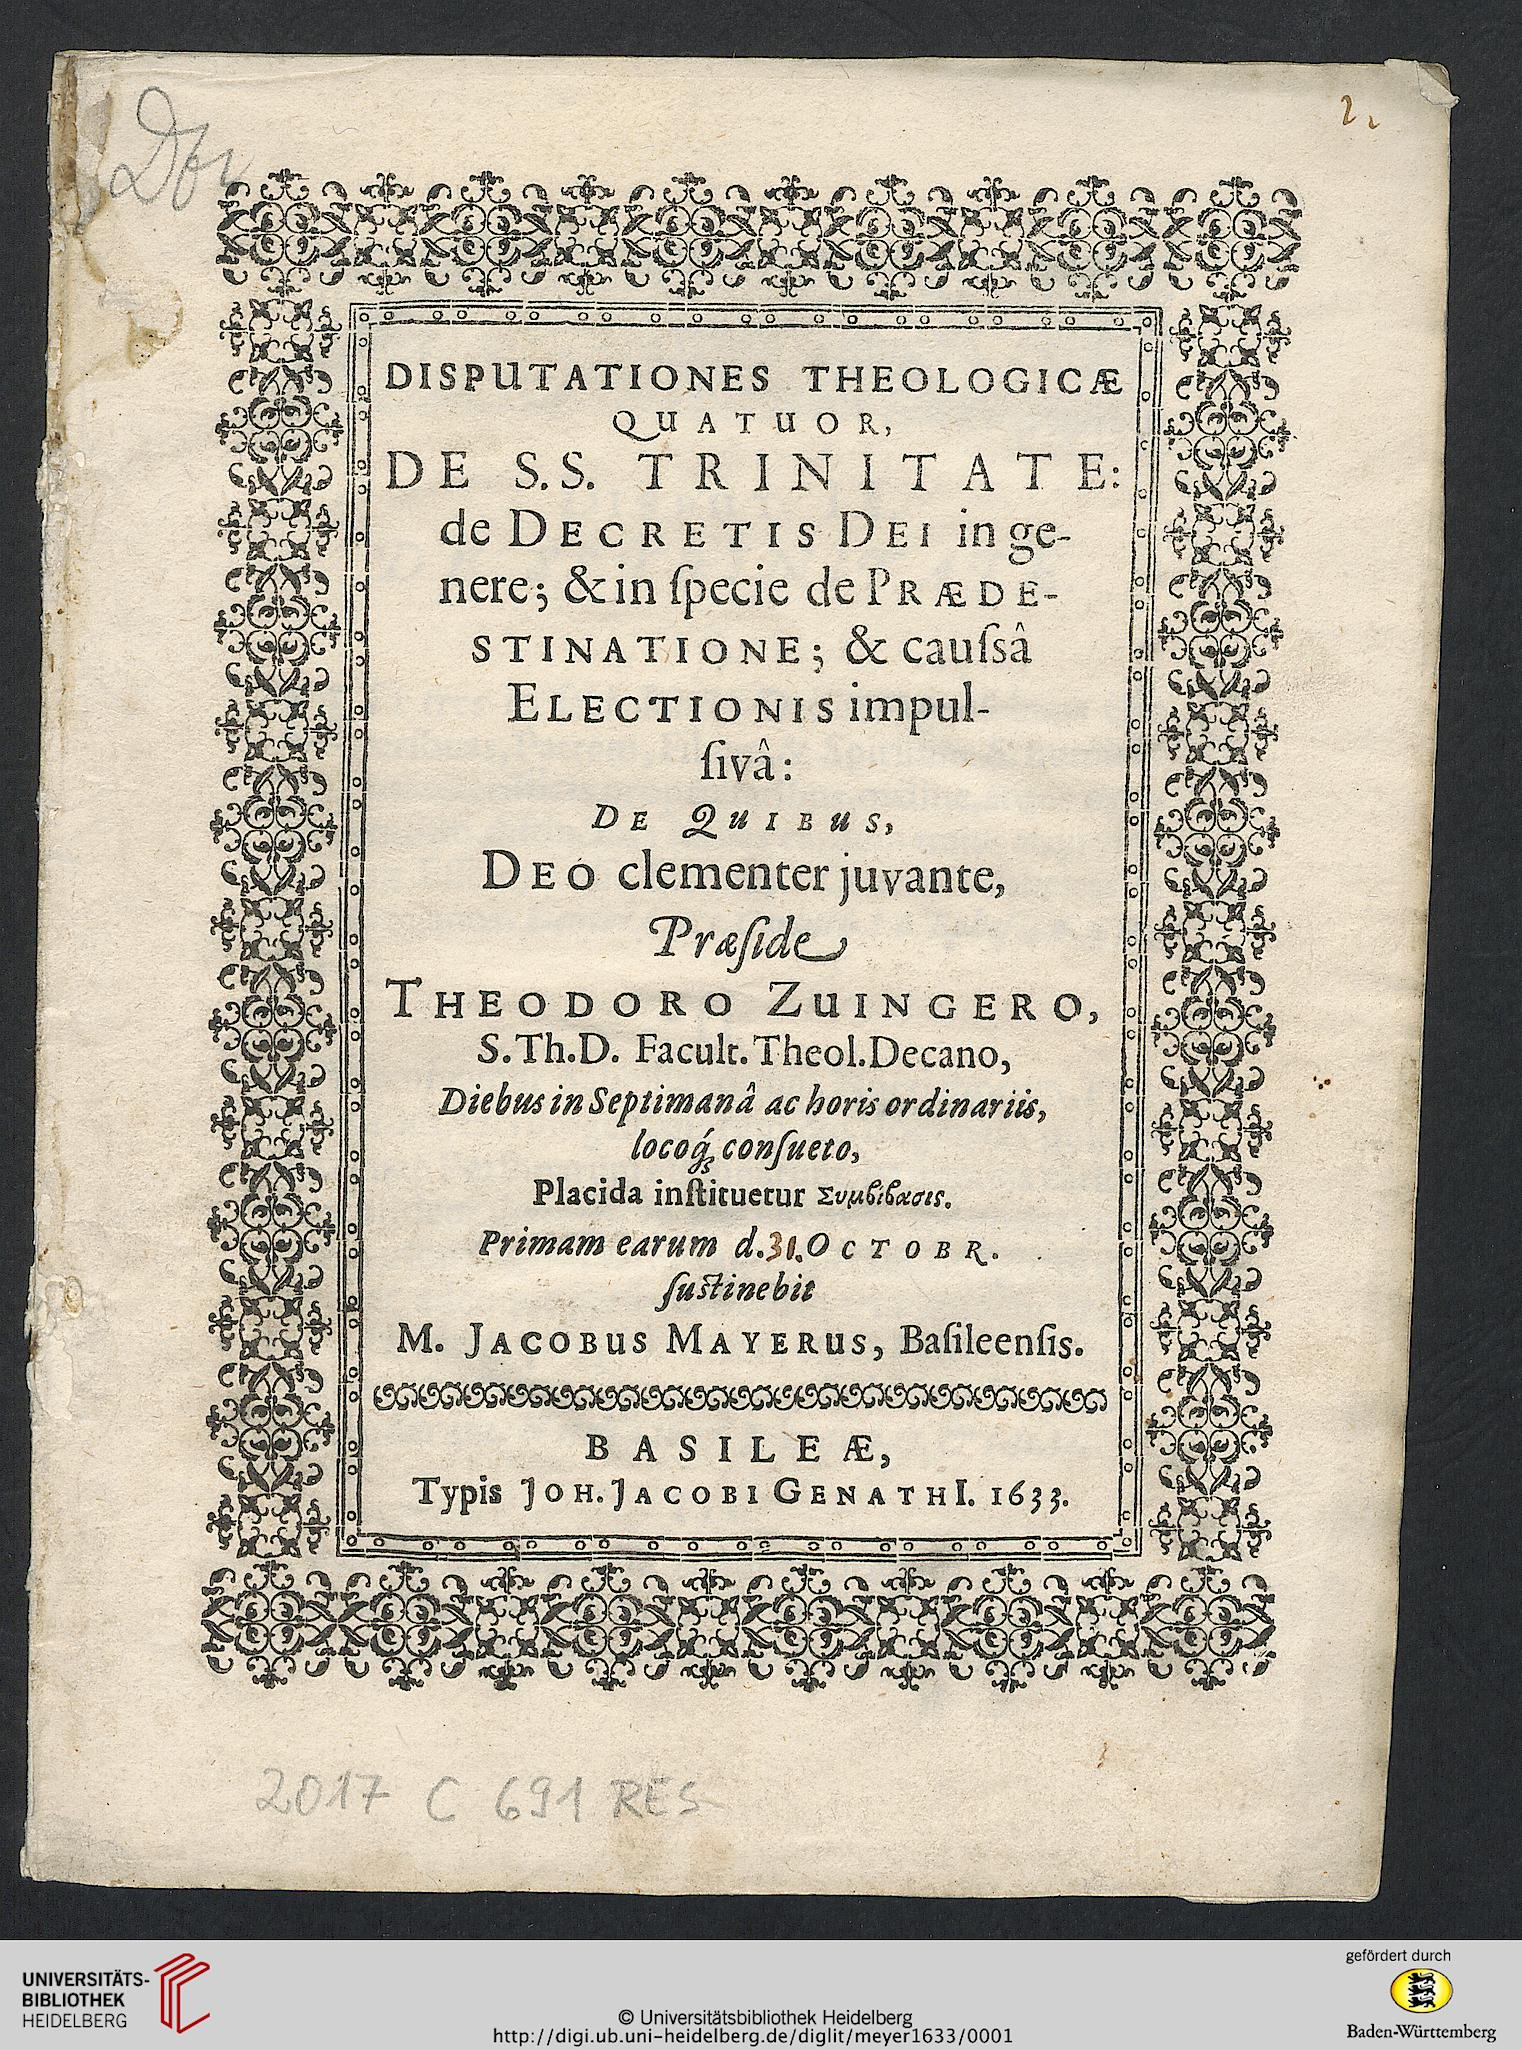 DISPUTATIONES THEOLOGICÆ
QUATUOR,
DE S.S. TRINITATE:
de DECRETIS DEI in ge-
nere; & in ſpecie de PRÆDE-
STINATIONE; & cauſsâ
ELECTIONIS impul-
ſivâ:
DE QUIBUS,
DEO clementer juvante,
Præſide
THEODORO ZUINGERO,
S.Th.D. Facult. Theol. Decano,
Diebus in Septimanâ ac horis ordinariis,
locoq́; conſueto,
Placida inſtituetur Συμβιβασις.
Primam earum d. 31. OCTOBR.
ſuſtinebit
M. JACOBUS MAYERUS, Baſileenſis.
BASILEÆ,
Typis JOH. JACOBI GENATHI. 1633.
2017 C 691 RES
UNIVERSITÄTS-
BIBLIOTHEK
HEIDELBERG
© Universitätsbibliothek Heidelberg
http://digi.ub.uni-heidelberg.de/diglit/meyer1633/0001
gefördert durch
Baden-Württemberg